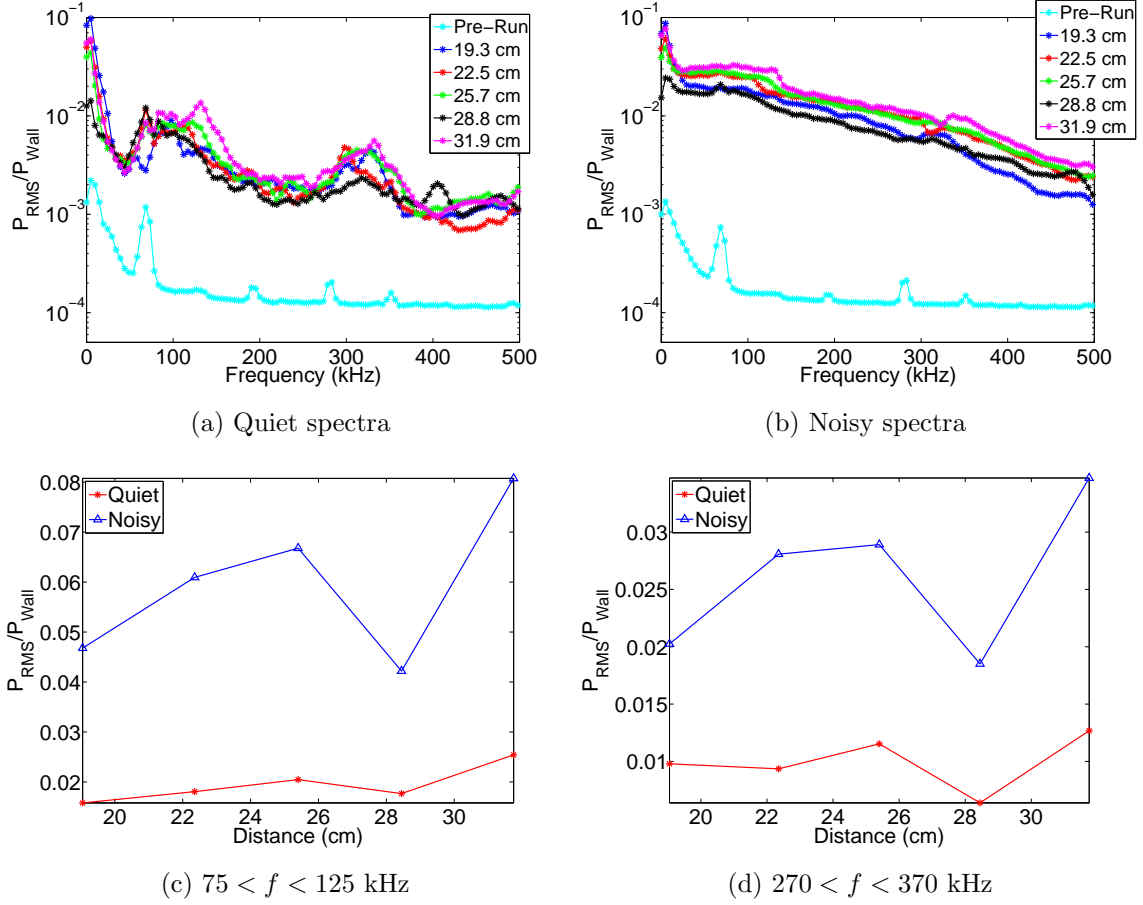 10^-1
10^-2
10^-3
10^-4
P_RMS/P_Wall
0 100 200 300 400 500
Frequency (kHz)
Pre-Run
19.3 cm
22.5 cm
25.7 cm
28.8 cm
31.9 cm
(a) Quiet spectra
10^-1
10^-2
10^-3
10^-4
P_RMS/P_Wall
0 100 200 300 400 500
Frequency (kHz)
Pre-Run
19.3 cm
22.5 cm
25.7 cm
28.8 cm
31.9 cm
(b) Noisy spectra
0.08
0.07
0.06
0.05
0.04
0.03
0.02
P_RMS/P_Wall
Quiet
Noisy
20 22 24 26 28 30
Distance (cm)
(c) 75 < f < 125 kHz
0.03
0.025
0.02
0.015
0.01
P_RMS/P_Wall
Quiet
Noisy
20 22 24 26 28 30
Distance (cm)
(d) 270 < f < 370 kHz